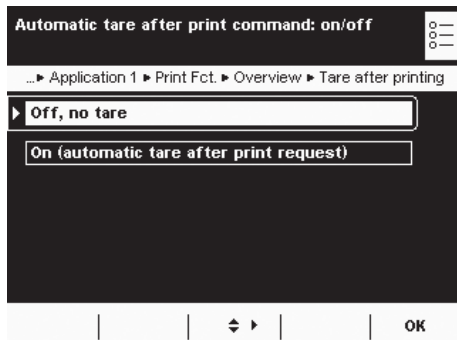 Automatic tare after print command: on/off
...▸ Application 1 ▸ Print Fct. ▸ Overview ▸ Tare after printing
Off, no tare
On (automatic tare after print request)
OK